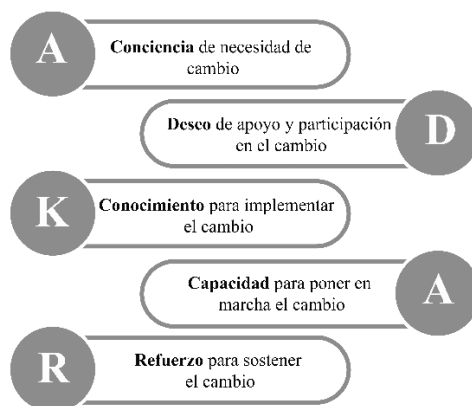 A
Conciencia de necesidad de
cambio
Deseo de apoyo y participación
en el cambio
D
K
Conocimiento para implementar
el cambio
Capacidad para poner en
marcha el cambio
A
R
Refuerzo para sostener
el cambio